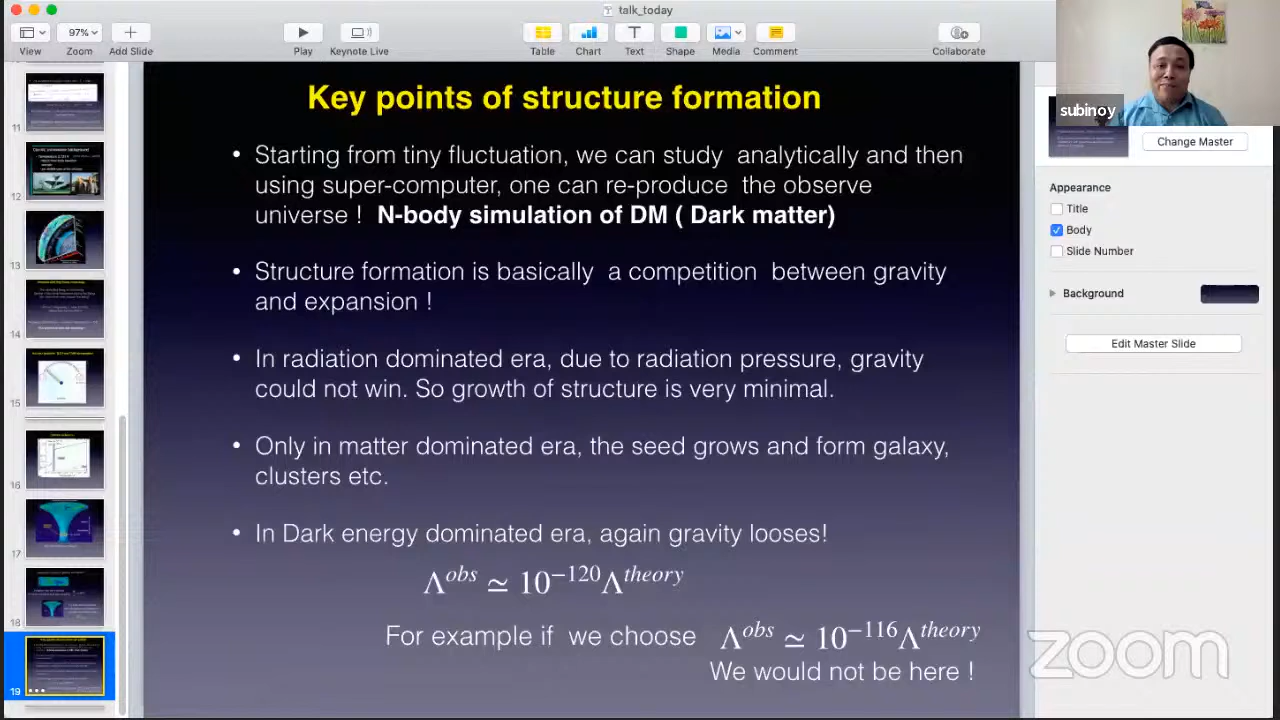 talk_today
97%
View
Zoom
Add Slide
Play
Keynote Live
Table
Chart
Text
Shape
Media
Comment
Collaborate
subinoy
Change Master
Appearance
Title
Body
Slide Number
Background
Edit Master Slide
11
12
13
14
15
16
17
18
19
Key points of structure formation
• Starting from tiny fluctuation, we can study analytically and then
using super-computer, one can re-produce the observe
universe ! N-body simulation of DM ( Dark matter)
• Structure formation is basically a competition between gravity
and expansion !
• In radiation dominated era, due to radiation pressure, gravity
could not win. So growth of structure is very minimal.
• Only in matter dominated era, the seed grows and form galaxy,
clusters etc.
• In Dark energy dominated era, again gravity looses!
Λ^obs ≃ 10^−120 Λ^theory
For example if we choose Λ^obs ≃ 10^−116 Λ^theory
We would not be here !
zoom